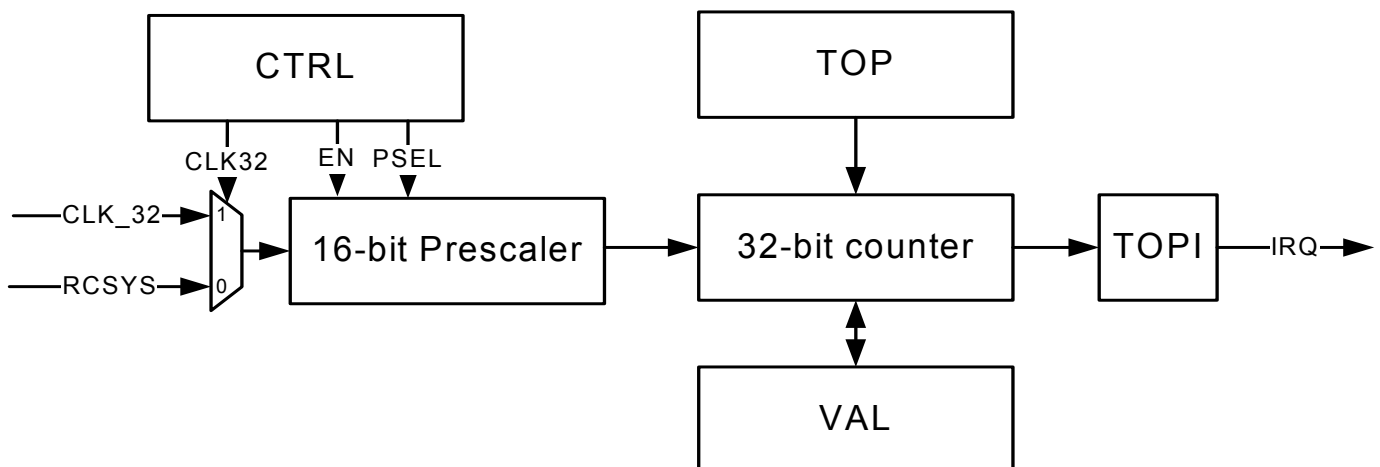 CTRL
TOP
CLK32
EN
PSEL
CLK_32
1
16-bit Prescaler
32-bit counter
TOPI
IRQ
RCSYS
0
VAL